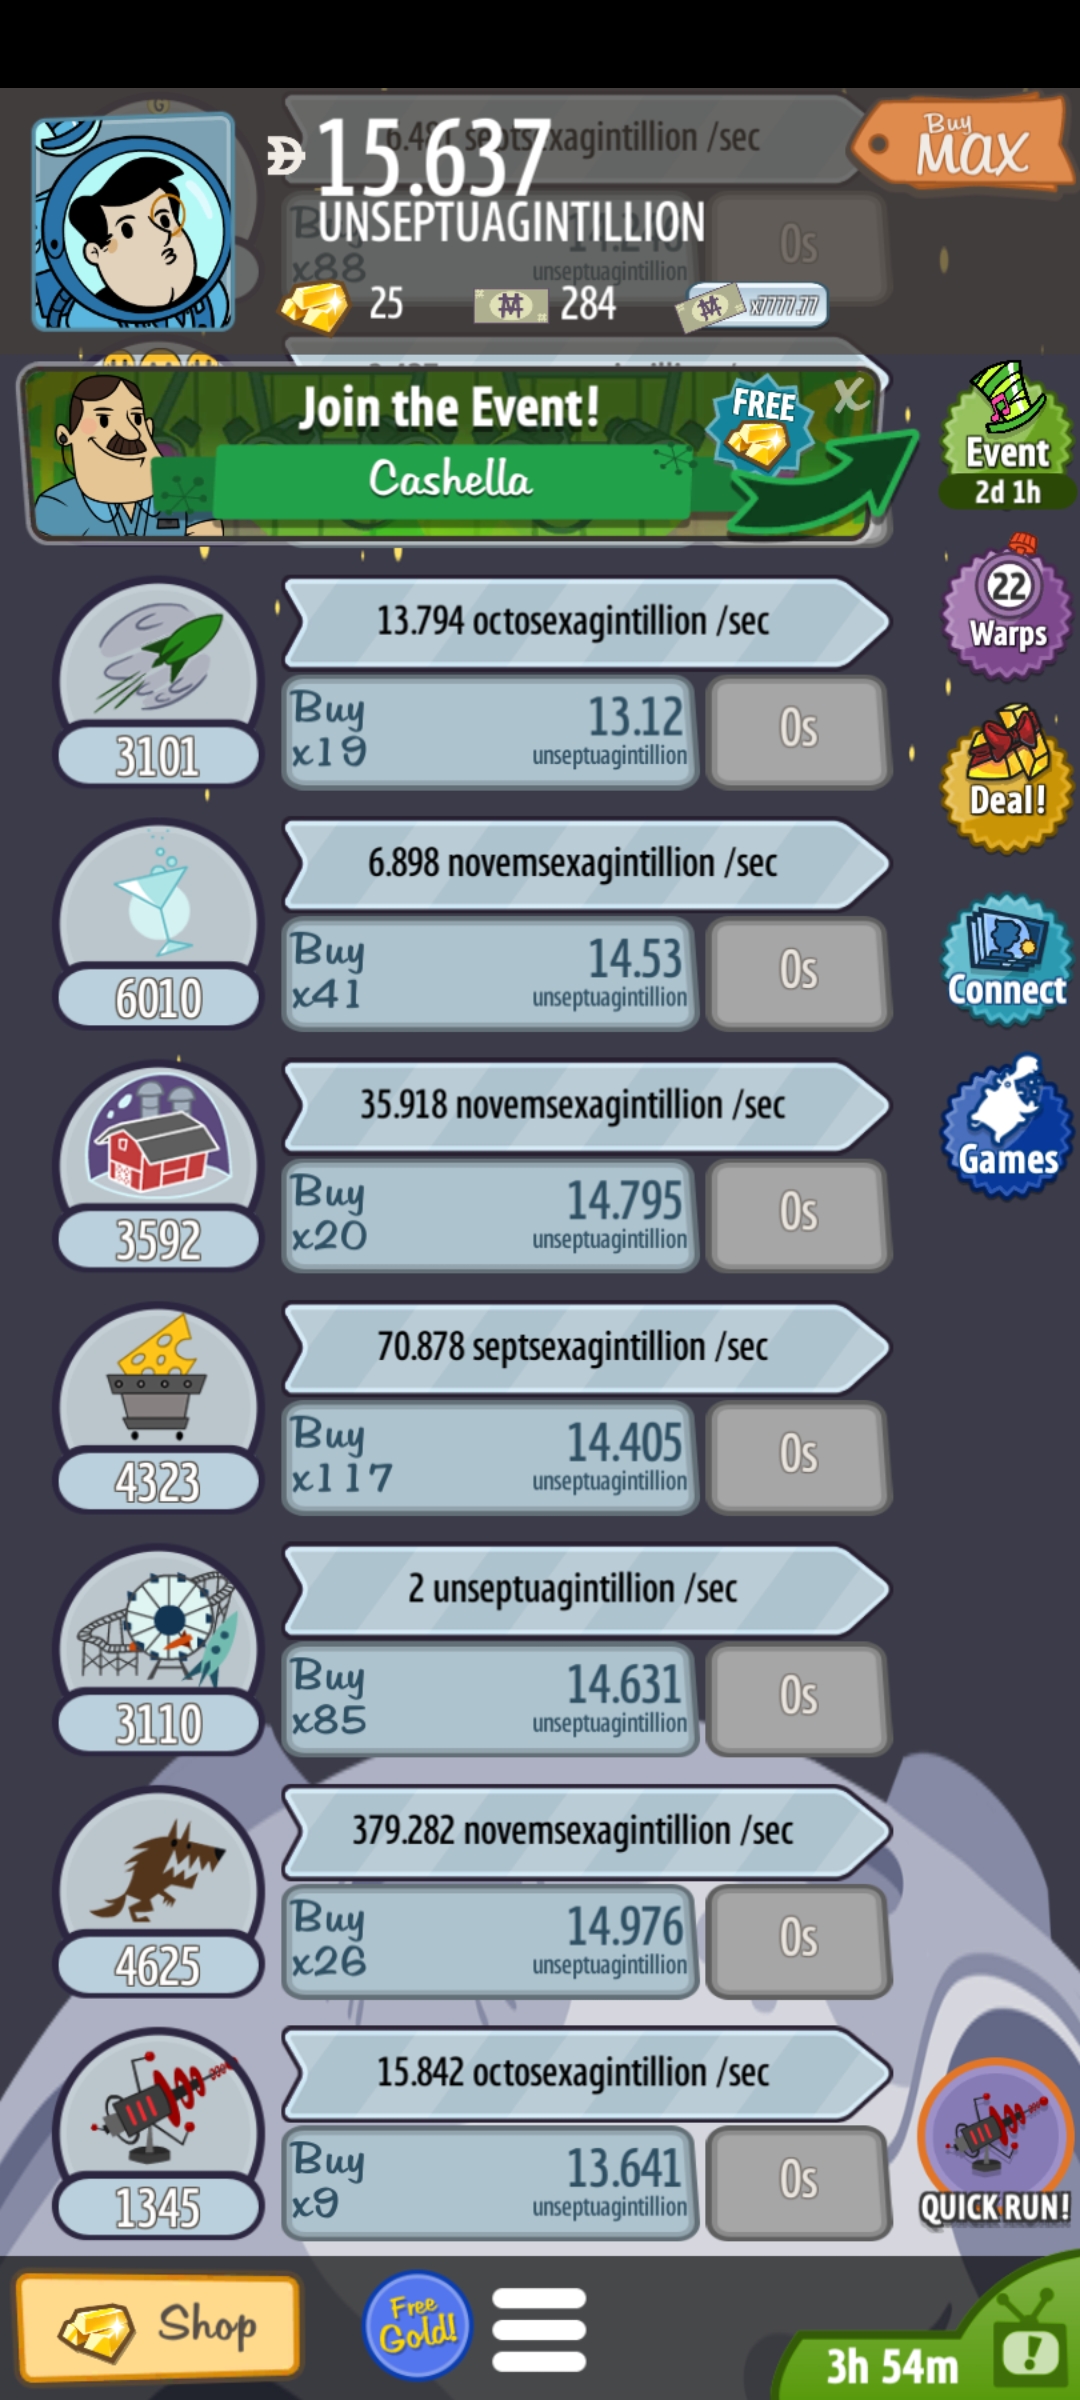 15.637
UNSEPTUAGINTILLION
Buy
MAX
septsexagintillion /sec
x88
unseptuagintillion
0s
25
284
x7777.77
Join the Event!
FREE
X
Cashella
Event
2d 1h
13.794 octosexagintillion /sec
Buy
x19
13.12
unseptuagintillion
0s
3101
22
Warps
Deal!
6.898 novemsexagintillion /sec
Buy
x41
14.53
unseptuagintillion
0s
6010
Connect
35.918 novemsexagintillion /sec
Buy
x20
14.795
unseptuagintillion
0s
3592
Games
70.878 septsexagintillion /sec
Buy
x117
14.405
unseptuagintillion
0s
4323
2 unseptuagintillion /sec
Buy
x85
14.631
unseptuagintillion
0s
3110
379.282 novemsexagintillion /sec
Buy
x26
14.976
unseptuagintillion
0s
4625
15.842 octosexagintillion /sec
Buy
x9
13.641
unseptuagintillion
0s
1345
QUICK RUN!
Shop
Free
Gold!
3h 54m
!